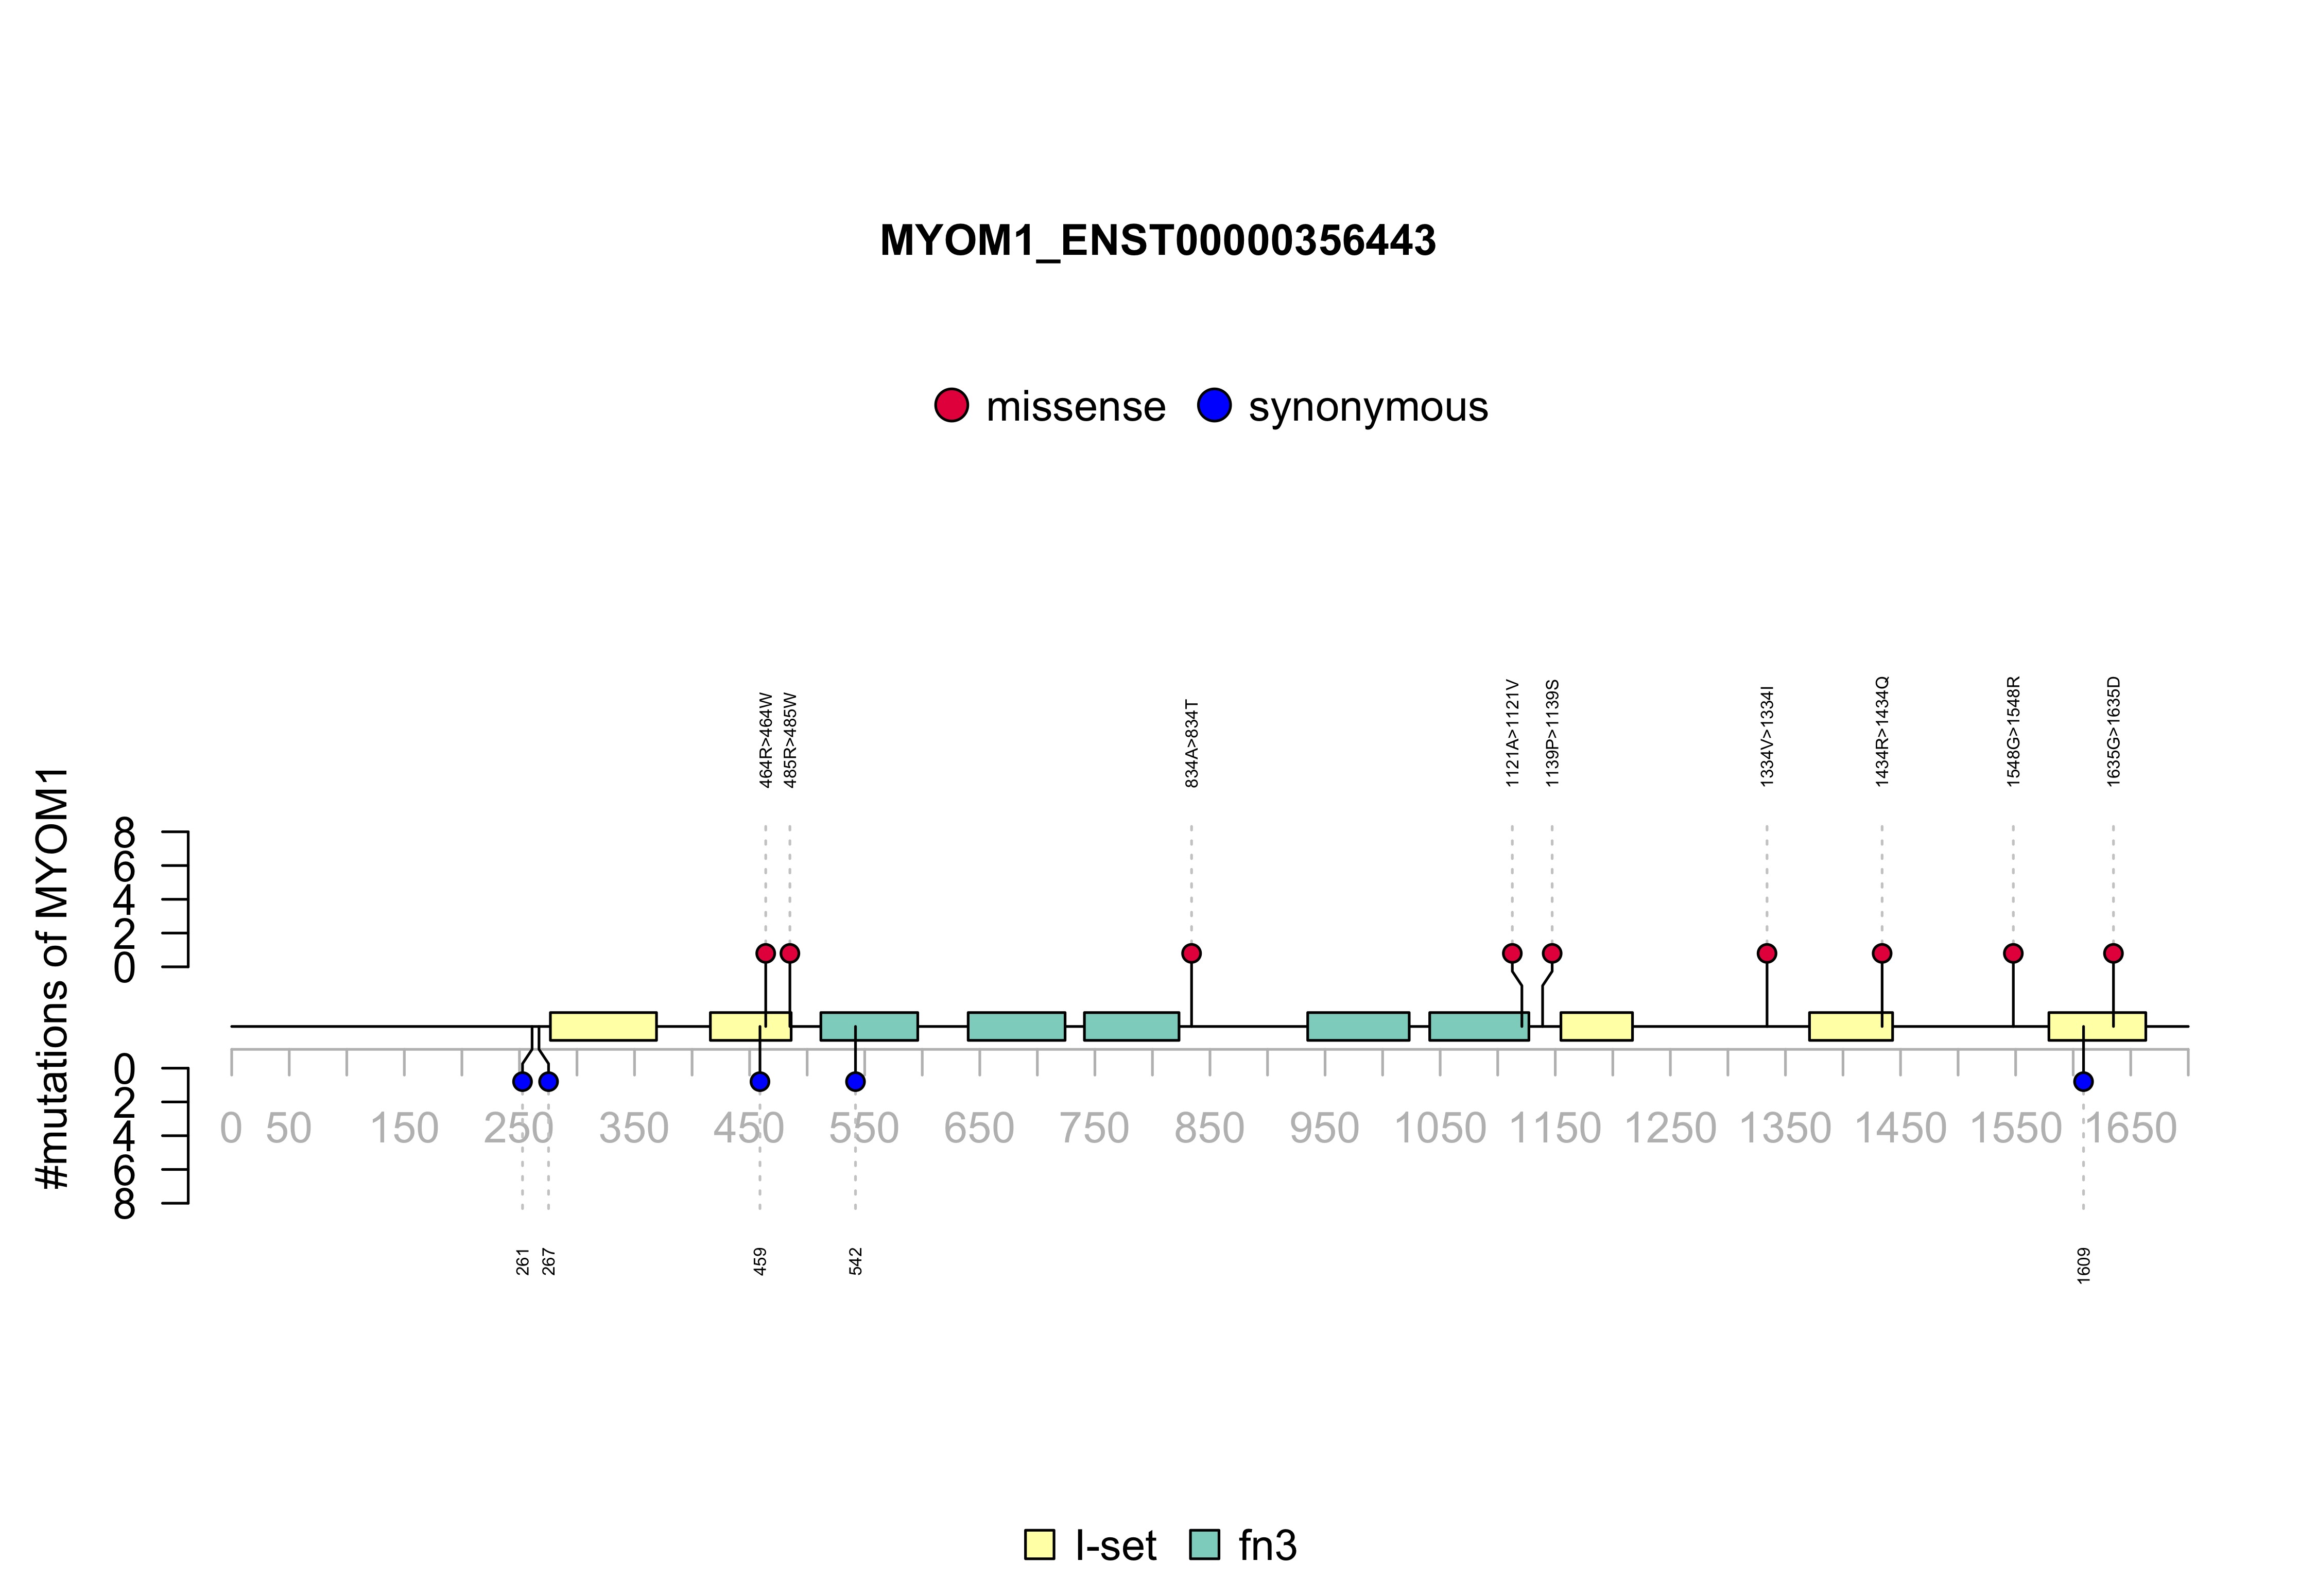 MYOM1_ENST00000356443
missense synonymous
464R>464W
485R>485W
834A>834T
1121A>1121V
1139P>1139S
1334V>1334I
1434R>1434Q
1548G>1548R
1635G>1635D
#mutations of MYOM1
8
6
4
2
0
0
2
4
6
8
0 50 150 250 350 450 550 650 750 850 950 1050 1150 1250 1350 1450 1550 1650
261
267
459
542
1609
I-set fn3